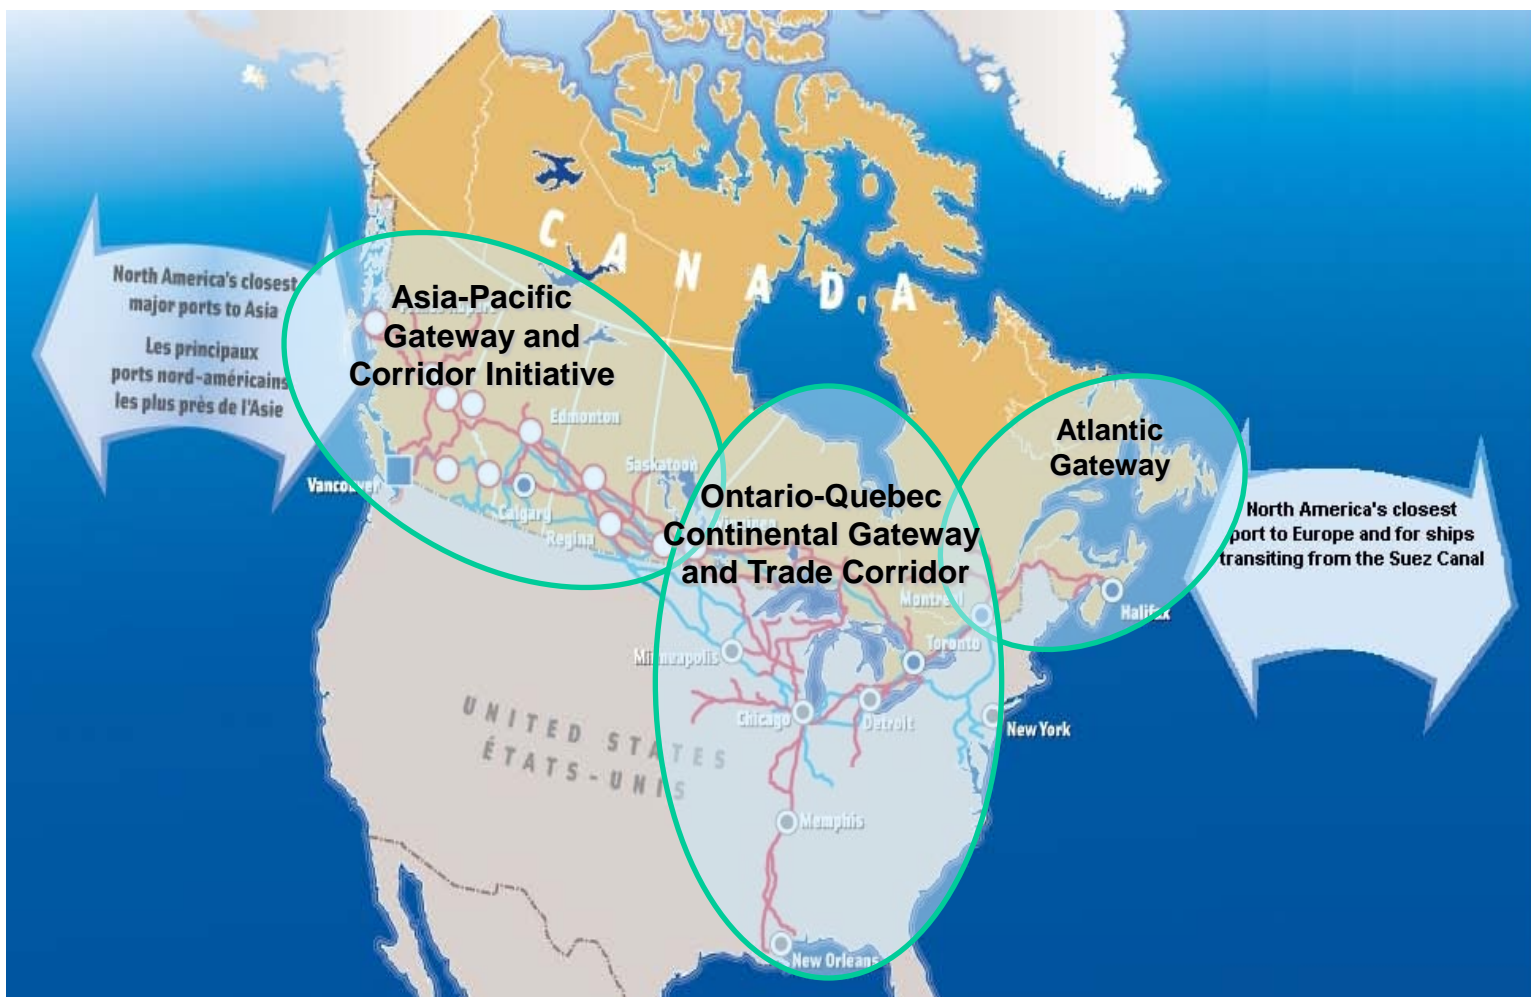 CANADA
North America's closest
major ports to Asia
Les principaux
ports nord-américains
les plus près de l'Asie
Asia-Pacific
Gateway and
Corridor Initiative
Prince Rupert
Edmonton
Saskatoon
Vancouver
Calgary
Regina
Winnipeg
Ontario-Quebec
Continental Gateway
and Trade Corridor
Atlantic
Gateway
North America's closest
port to Europe and for ships
transiting from the Suez Canal
Montreal
Halifax
Toronto
Minneapolis
Chicago
Detroit
New York
UNITED STATES
ÉTATS-UNIS
Memphis
New Orleans